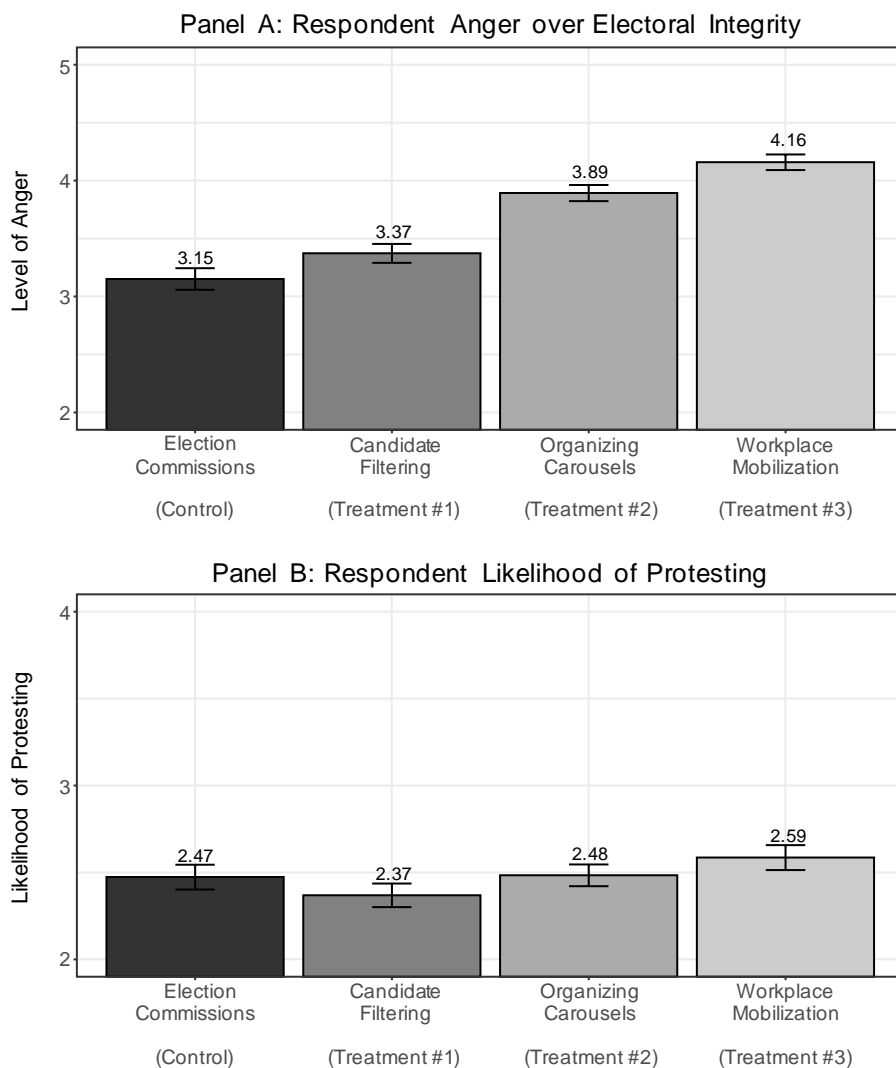 Panel A: Respondent Anger over Electoral Integrity
5
4
3
2
Level of Anger
3.15
3.37
3.89
4.16
Election
Commissions
(Control)
Candidate
Filtering
(Treatment #1)
Organizing
Carousels
(Treatment #2)
Workplace
Mobilization
(Treatment #3)
Panel B: Respondent Likelihood of Protesting
4
3
2
Likelihood of Protesting
2.47
2.37
2.48
2.59
Election
Commissions
(Control)
Candidate
Filtering
(Treatment #1)
Organizing
Carousels
(Treatment #2)
Workplace
Mobilization
(Treatment #3)